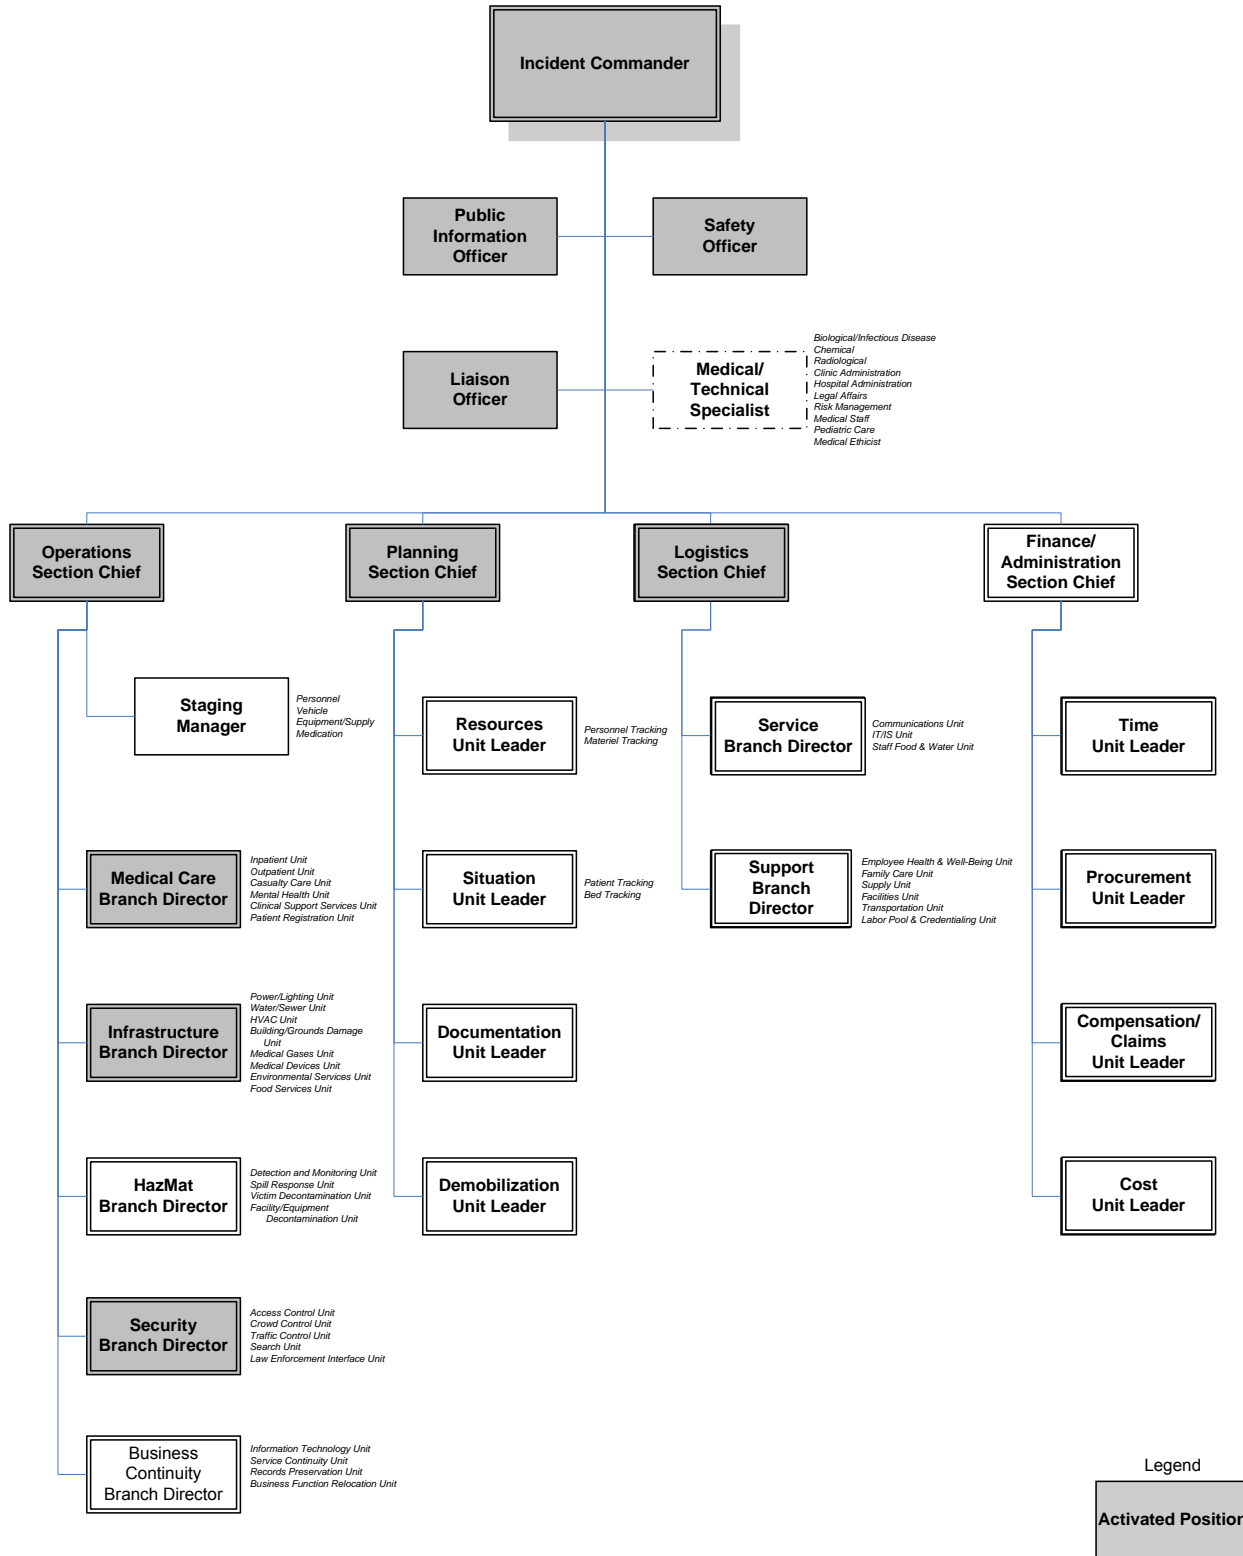 Incident Commander
Public
Information
Officer
Safety
Officer
Liaison
Officer
Medical/
Technical
Specialist
Biological/Infectious Disease
Chemical
Radiological
Clinic Administration
Hospital Administration
Legal Affairs
Risk Management
Medical Staff
Pediatric Care
Medical Ethicist
Operations
Section Chief
Planning
Section Chief
Logistics
Section Chief
Finance/
Administration
Section Chief
Staging
Manager
Personnel
Vehicle
Equipment/Supply
Medication
Resources
Unit Leader
Personnel Tracking
Materiel Tracking
Service
Branch Director
Communications Unit
IT/IS Unit
Staff Food & Water Unit
Time
Unit Leader
Medical Care
Branch Director
Inpatient Unit
Outpatient Unit
Casualty Care Unit
Mental Health Unit
Clinical Support Services Unit
Patient Registration Unit
Situation
Unit Leader
Patient Tracking
Bed Tracking
Support
Branch
Director
Employee Health & Well-Being Unit
Family Care Unit
Supply Unit
Facilities Unit
Transportation Unit
Labor Pool & Credentialing Unit
Procurement
Unit Leader
Infrastructure
Branch Director
Power/Lighting Unit
Water/Sewer Unit
HVAC Unit
Building/Grounds Damage
Unit
Medical Gases Unit
Medical Devices Unit
Environmental Services Unit
Food Services Unit
Documentation
Unit Leader
Compensation/
Claims
Unit Leader
HazMat
Branch Director
Detection and Monitoring Unit
Spill Response Unit
Victim Decontamination Unit
Facility/Equipment
Decontamination Unit
Demobilization
Unit Leader
Cost
Unit Leader
Security
Branch Director
Access Control Unit
Crowd Control Unit
Traffic Control Unit
Search Unit
Law Enforcement Interface Unit
Business
Continuity
Branch Director
Information Technology Unit
Service Continuity Unit
Records Preservation Unit
Business Function Relocation Unit
Legend
Activated Position